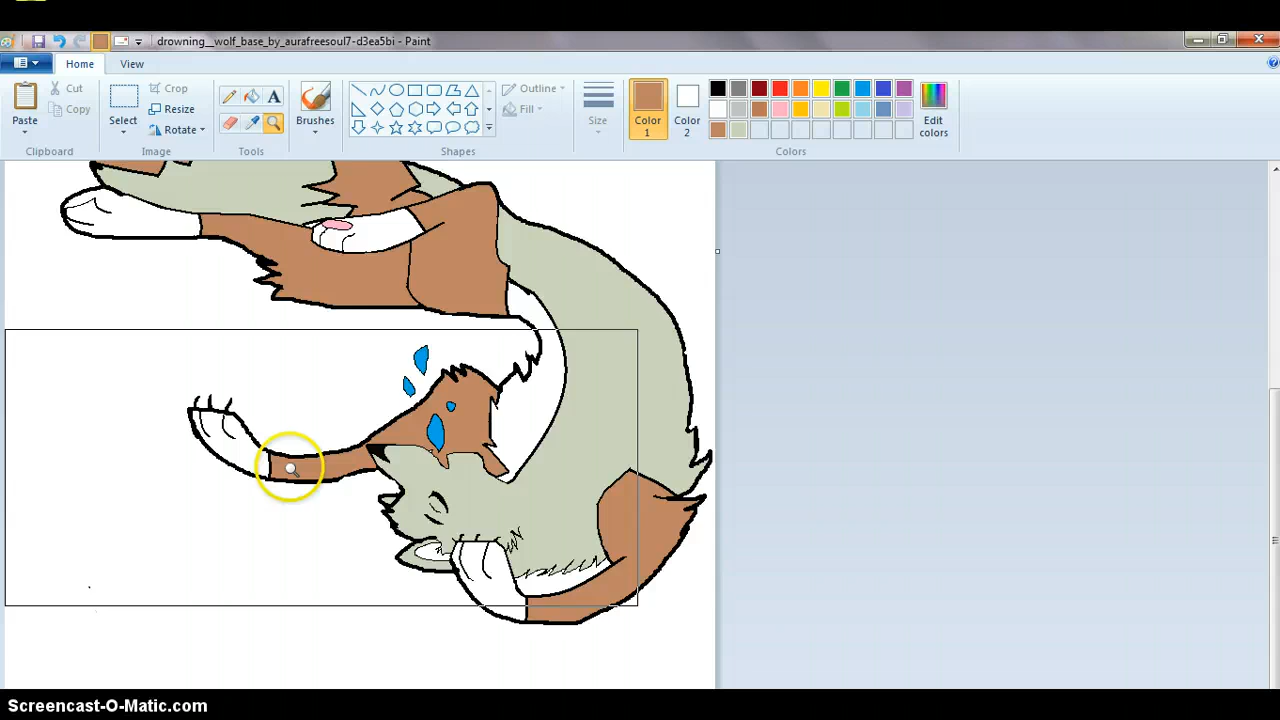 drowning__wolf_base_by_aurafreesoul7-d3ea5bi - Paint
Home View
Paste
Cut
Copy
Clipboard
Select
Crop
Resize
Rotate
Image
A
Tools
Brushes
Outline
Fill
Shapes
Size
Color
1
Color
2
Edit
colors
Colors
Screencast-O-Matic.com